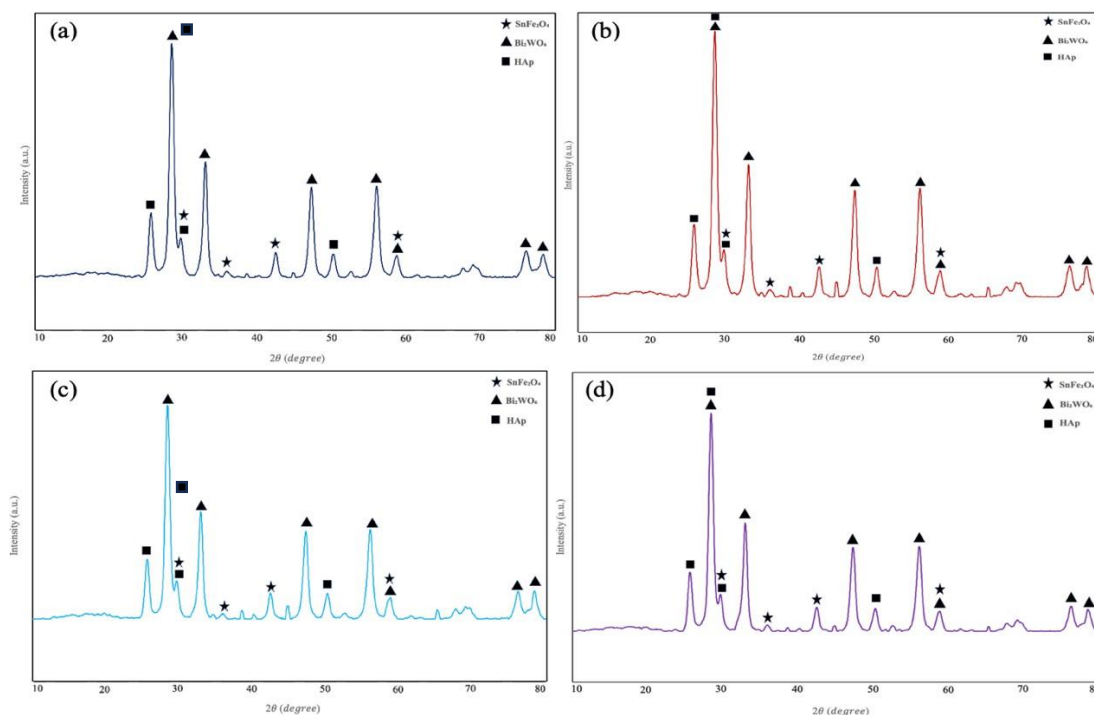 (a)
★ SnFe₂O₄
▲ Bi₂WO₆
■ HAp
Intensity (a.u.)
10 20 30 40 50 60 70 80
2θ (degree)
(b)
★ SnFe₂O₄
▲ Bi₂WO₆
■ HAp
Intensity (a.u.)
10 20 30 40 50 60 70 80
2θ (degree)
(c)
★ SnFe₂O₄
▲ Bi₂WO₆
■ HAp
Intensity (a.u.)
10 20 30 40 50 60 70 80
2θ (degree)
(d)
★ SnFe₂O₄
▲ Bi₂WO₆
■ HAp
Intensity (a.u.)
10 20 30 40 50 60 70 80
2θ (degree)